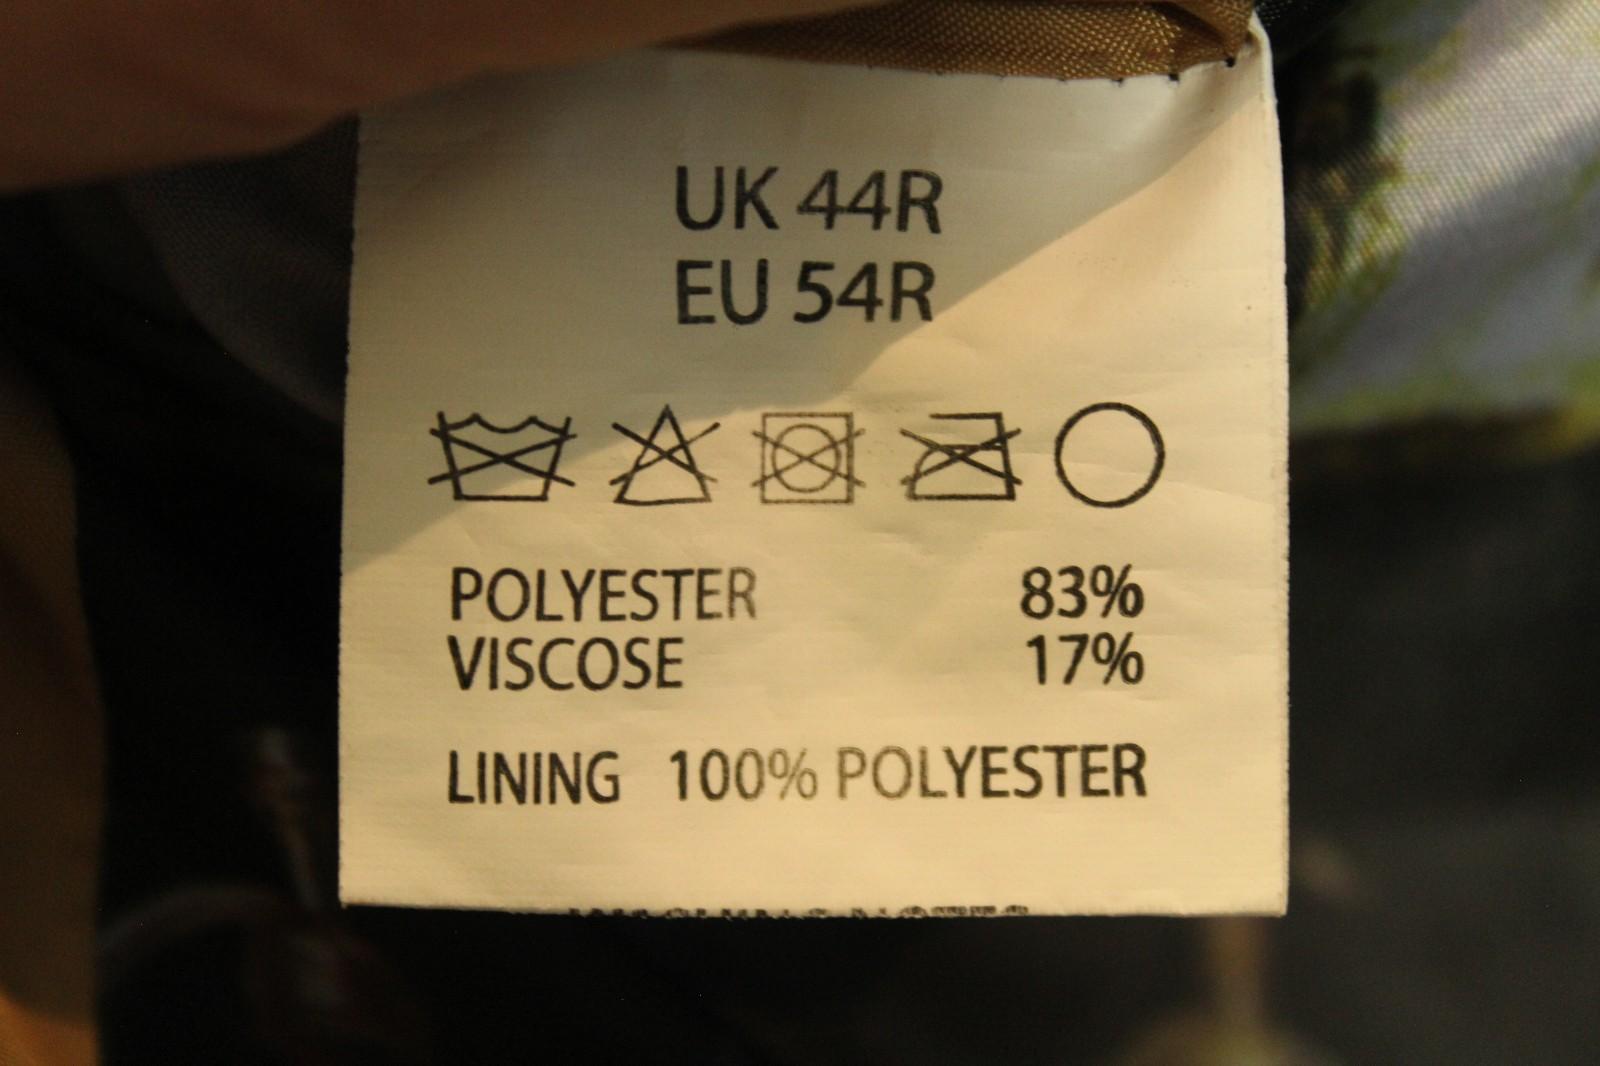 UK 44R
EU 54R
POLYESTER 83%
VISCOSE 17%
LINING 100% POLYESTER